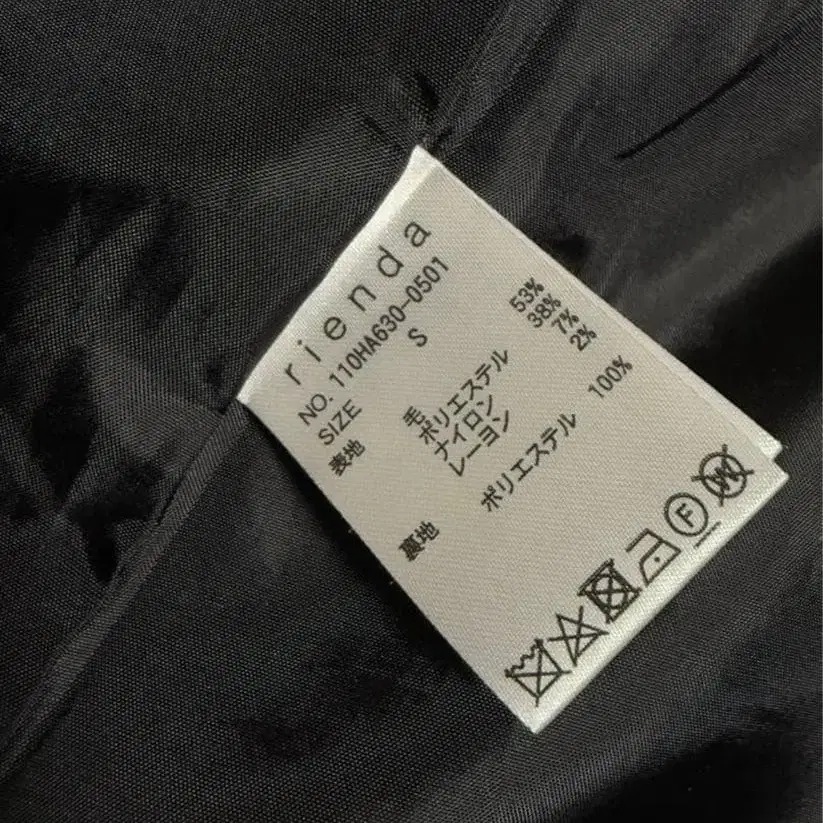 rienda
NO. 110HA630-0501
SIZE S
表地 毛 53%
ポリエステル 38%
ナイロン 7%
レーヨン 2%
裏地 ポリエステル 100%
F
W